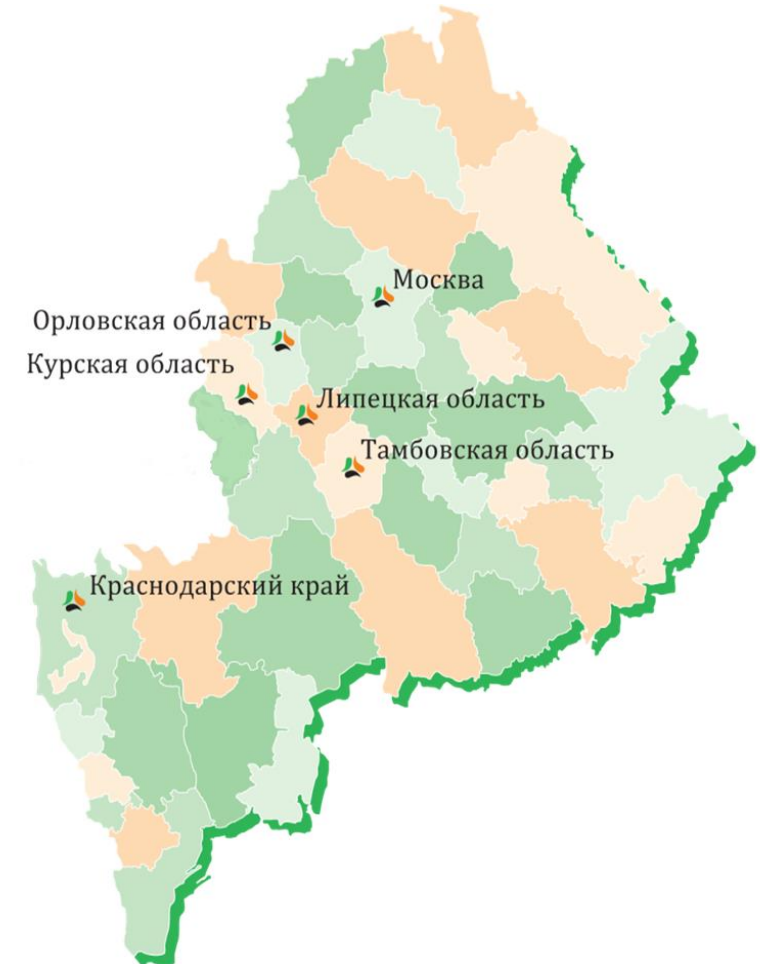 Москва
Орловская область
Курская область
Липецкая область
Тамбовская область
Краснодарский край